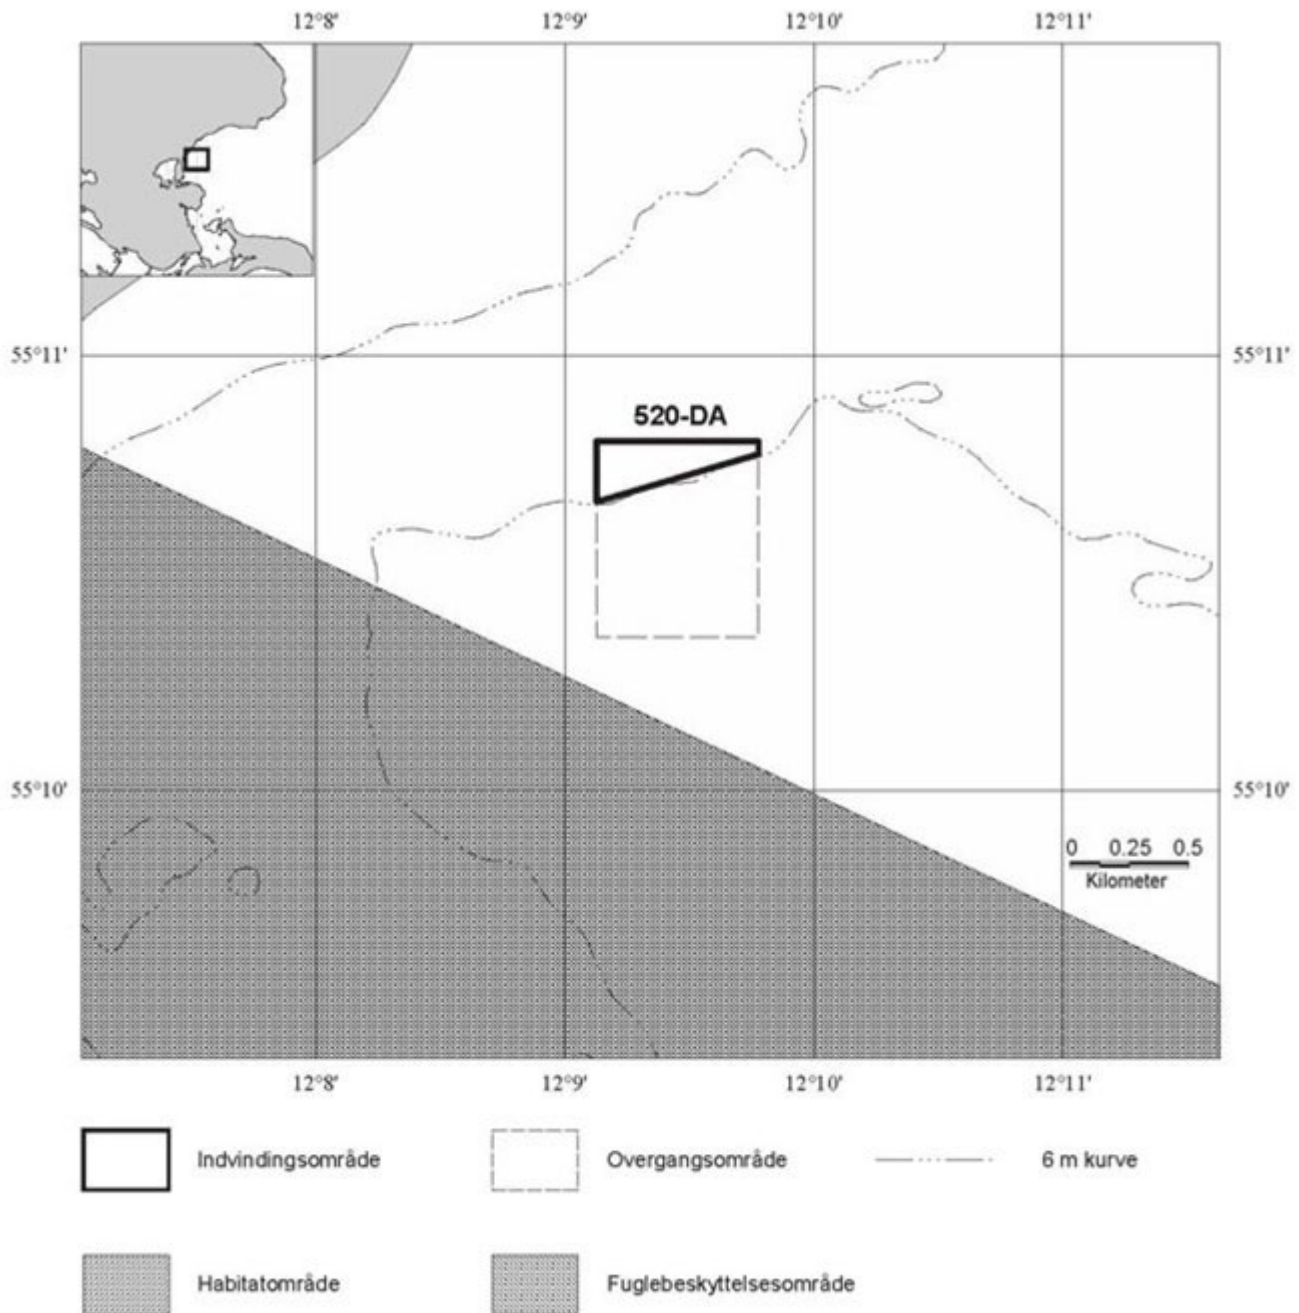 12°8' 12°9' 12°10' 12°11'
55°11' 55°11'
520-DA
55°10' 55°10'
0 0.25 0.5
Kilometer
12°8' 12°9' 12°10' 12°11'
Indvindingsområde Overgangsområde 6 m kurve
Habitatområde Fuglebeskyttelsesområde